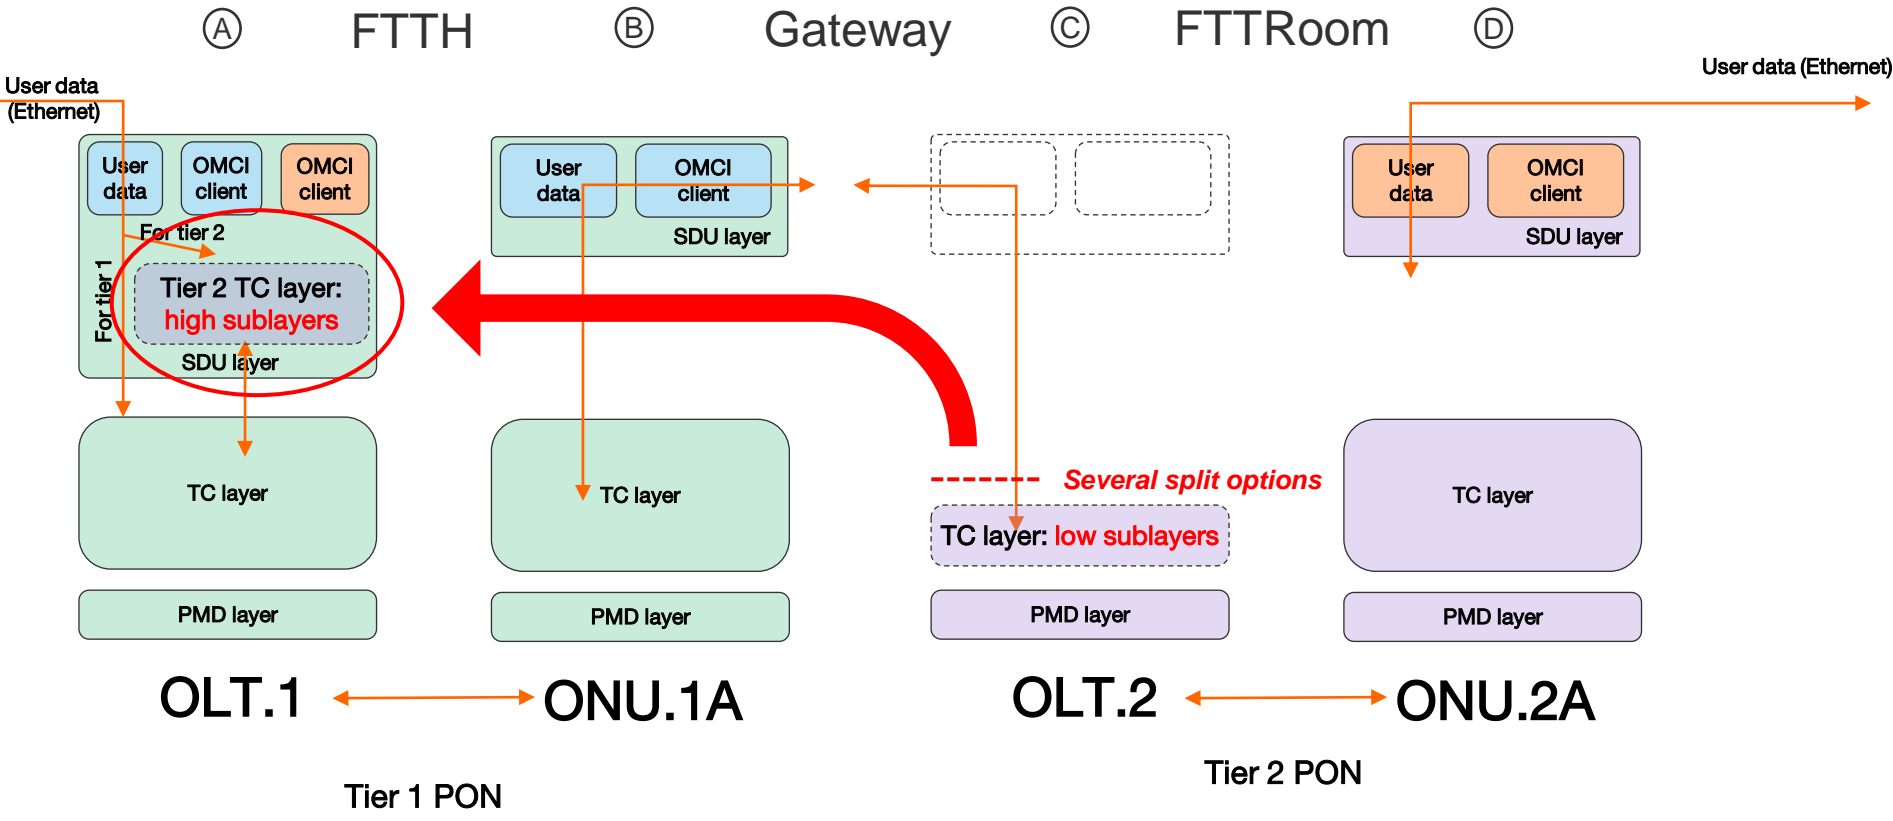 A FTTH B Gateway C FTTRoom D
User data
(Ethernet)
User data (Ethernet)
User
data
OMCI
client
OMCI
client
For tier 2
For tier 1
Tier 2 TC layer:
high sublayers
SDU layer
TC layer
PMD layer
User
data
OMCI
client
SDU layer
TC layer
PMD layer
Several split options
TC layer: low sublayers
PMD layer
User
data
OMCI
client
SDU layer
TC layer
PMD layer
OLT.1
ONU.1A
OLT.2
ONU.2A
Tier 1 PON
Tier 2 PON